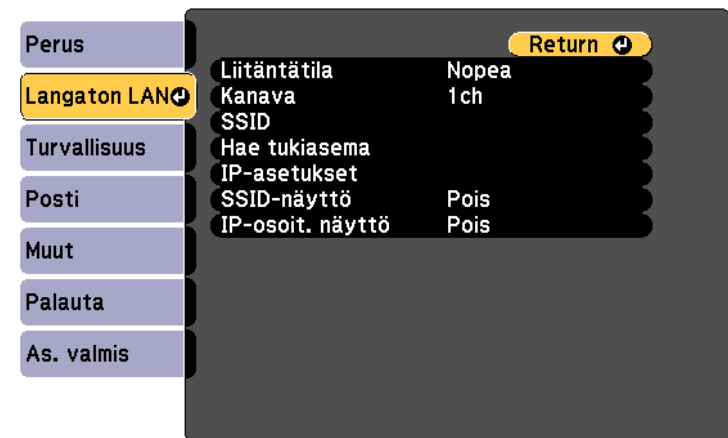 Perus
Langaton LAN
Turvallisuus
Posti
Muut
Palauta
As. valmis
Return
Liitäntätila Nopea
Kanava 1ch
SSID
Hae tukiasema
IP-asetukset
SSID-näyttö Pois
IP-osoit. näyttö Pois